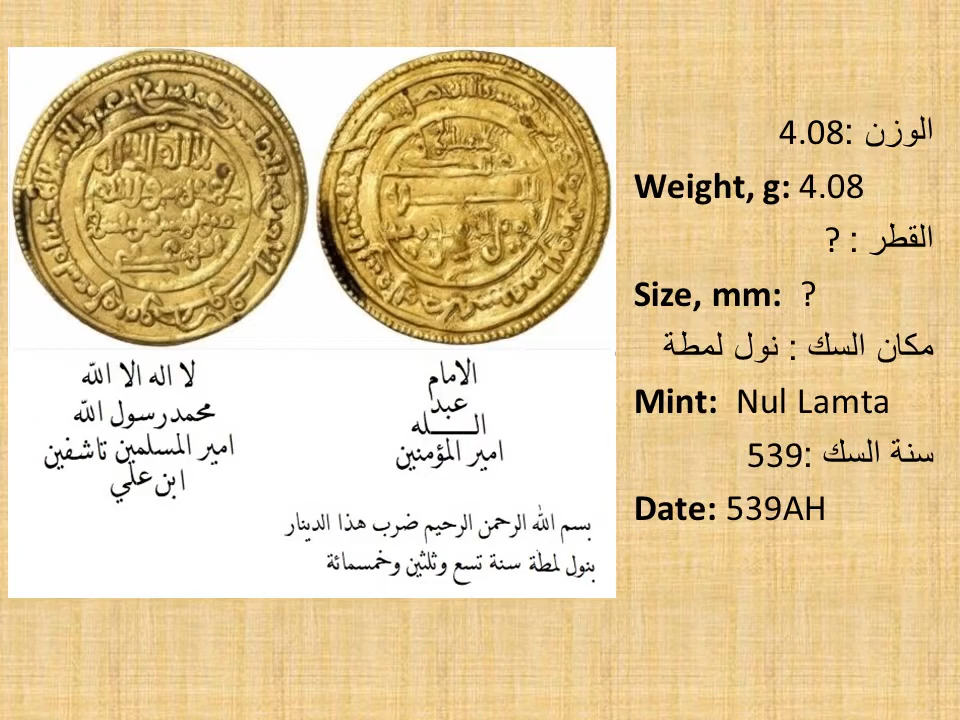 لا اله الا الله
محمد رسول الله
امير المسلمين تاشفين
ابن علي
الامام
عبد
الـــــله
امير المؤمنين
بسم الله الرحمن الرحيم ضرب هذا الدينار
بنول لمطة سنة تسع وثلثين وخمسمائة
الوزن :4.08
Weight, g: 4.08
القطر : ?
Size, mm: ?
مكان السك : نول لمطة
Mint: Nul Lamta
سنة السك :539
Date: 539AH